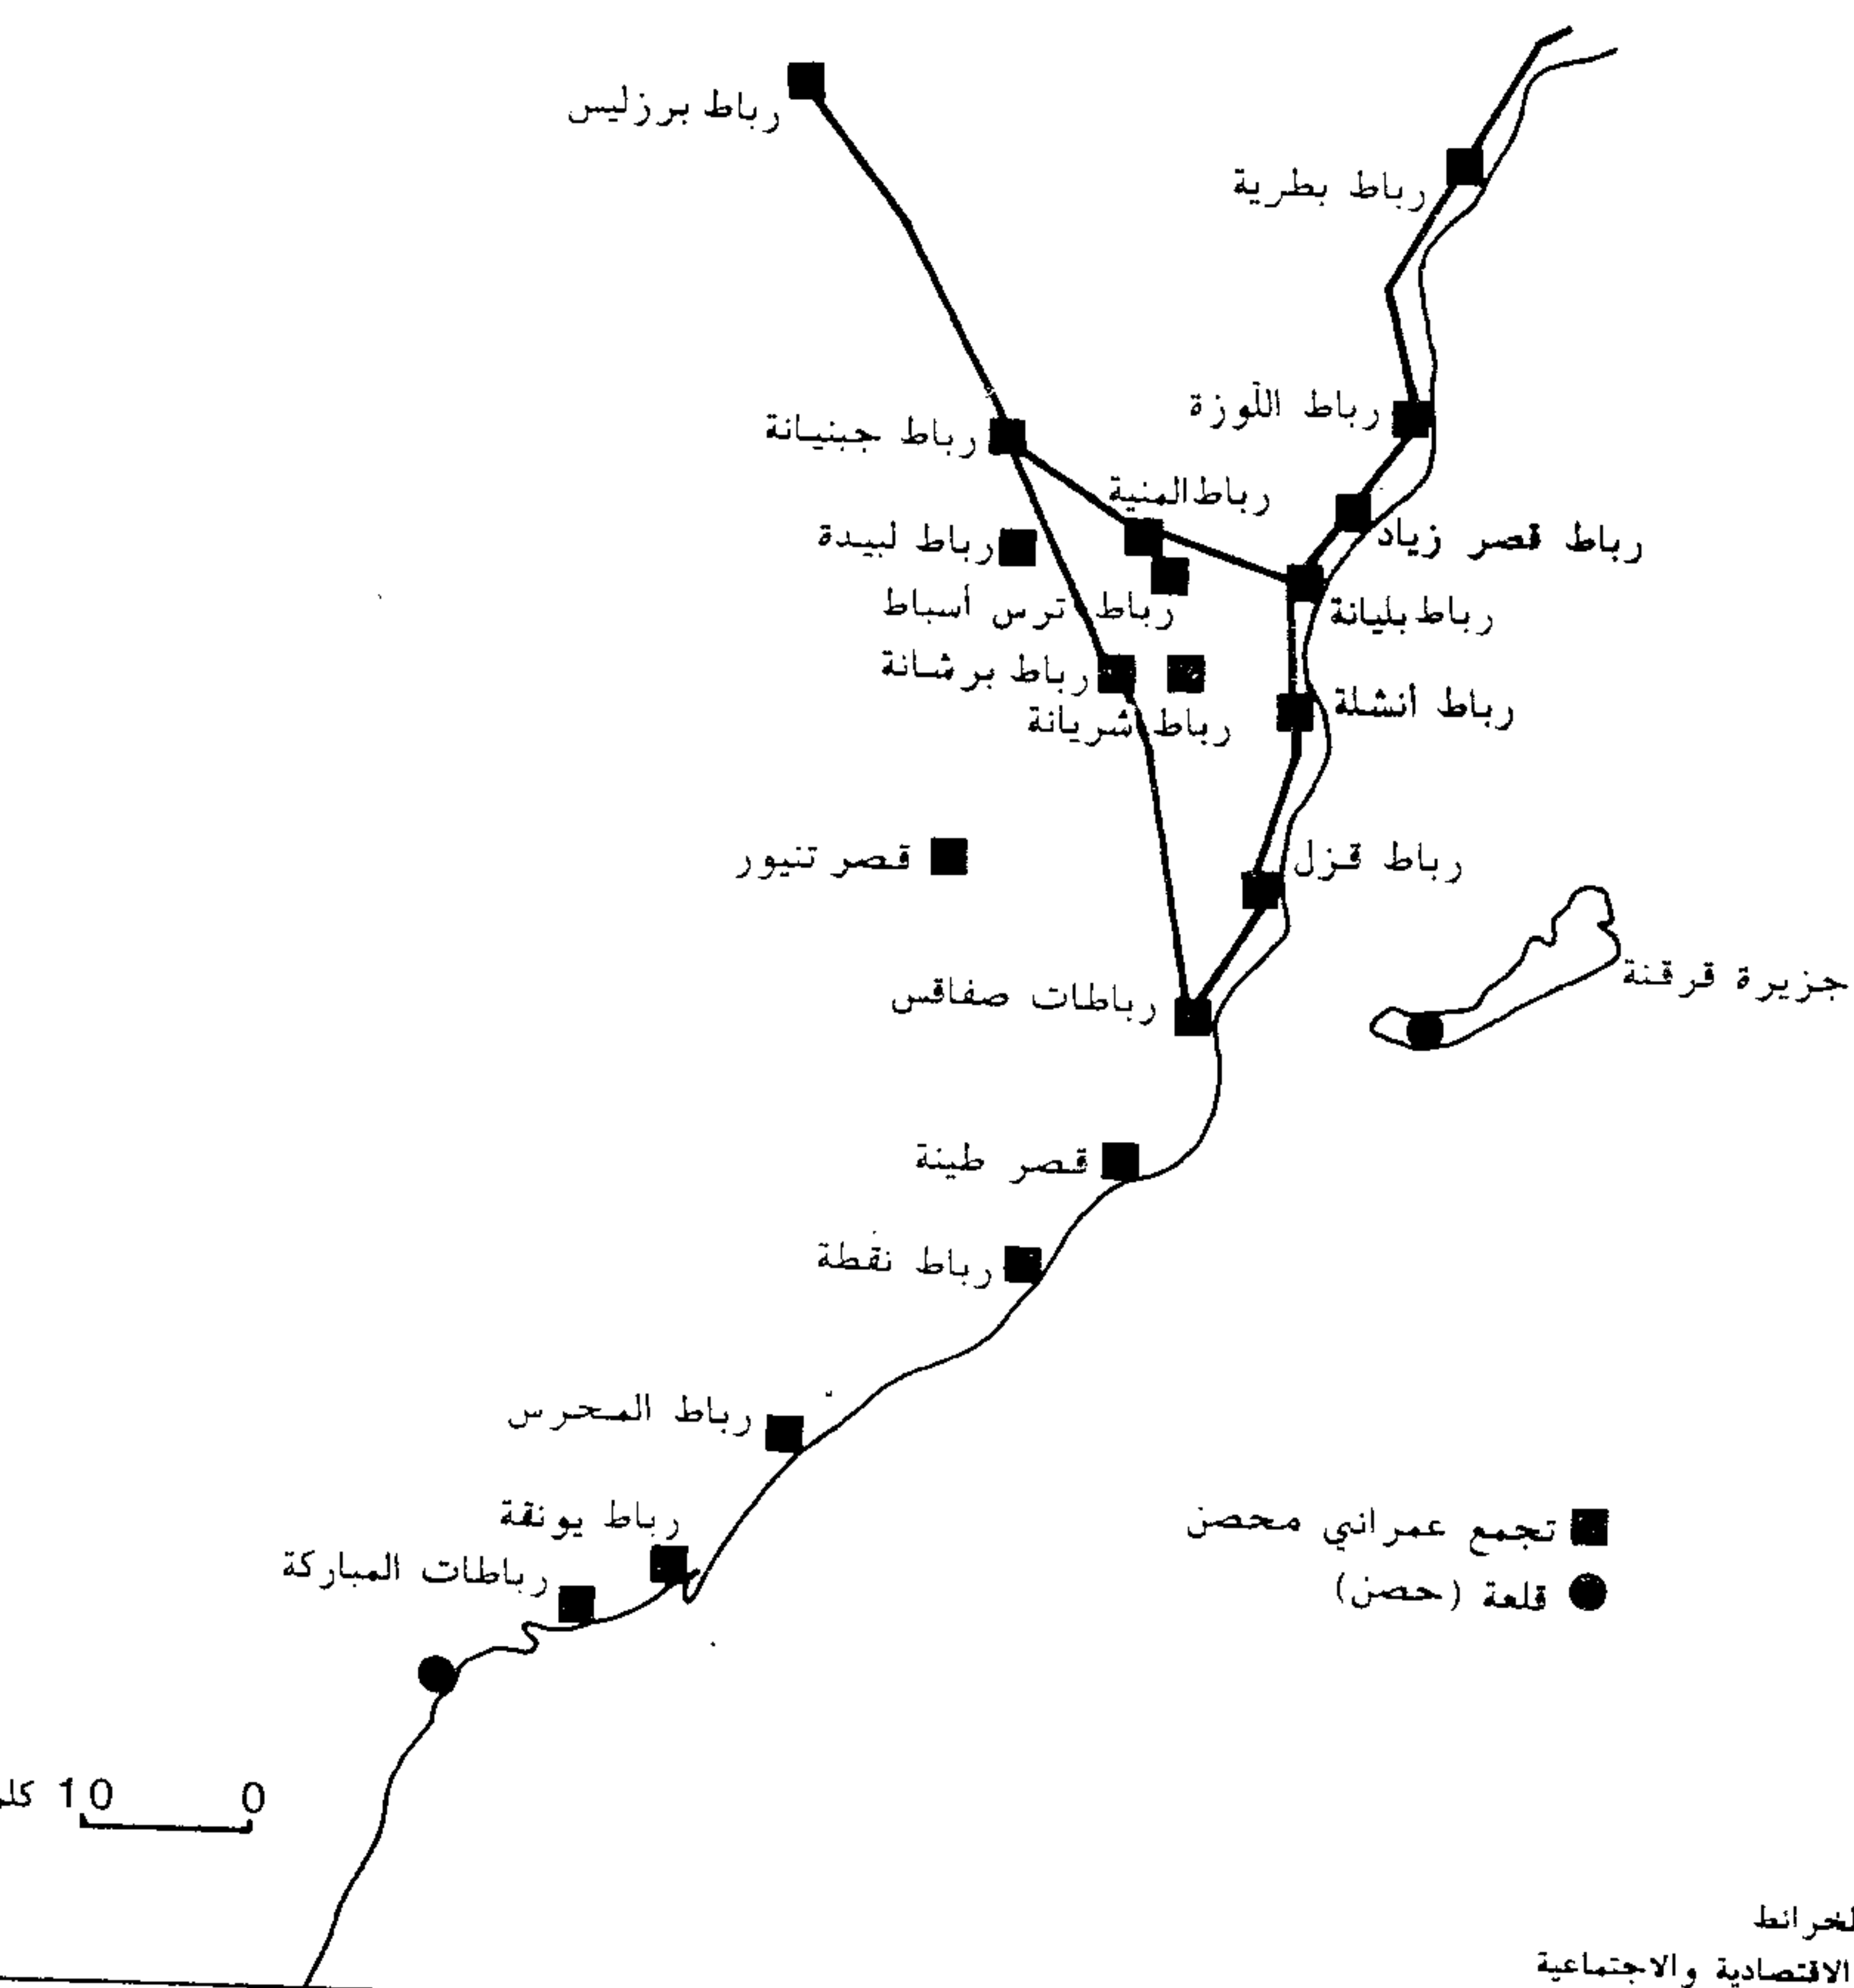 رباط برزليس
رباط بطرية
رباط اللوزة
رباط جبنيانة
رباط المنية
رباط قصر زياد
رباط لبيدة
رباط ترس أسباط
رباط بليانة
رباط برشانة
رباط أنشلة
رباط شريانة
قصر تنيور
رباط قزل
جزيرة قرقنة
رباطات صفاقس
قصر طينة
رباط نقطة
رباط المحرس
رباط يونقة
تجمع عمراني محصن
رباطات المباركة
قلعة (حصن)
0 10
الاقتصادية والاجتماعية